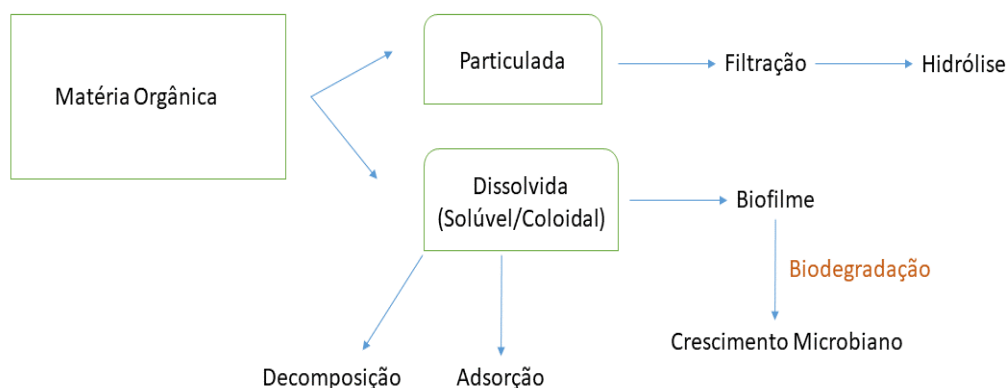 Matéria Orgânica
Particulada
Filtração
Hidrólise
Dissolvida
(Solúvel/Coloidal)
Biofilme
Biodegradação
Crescimento Microbiano
Decomposição
Adsorção